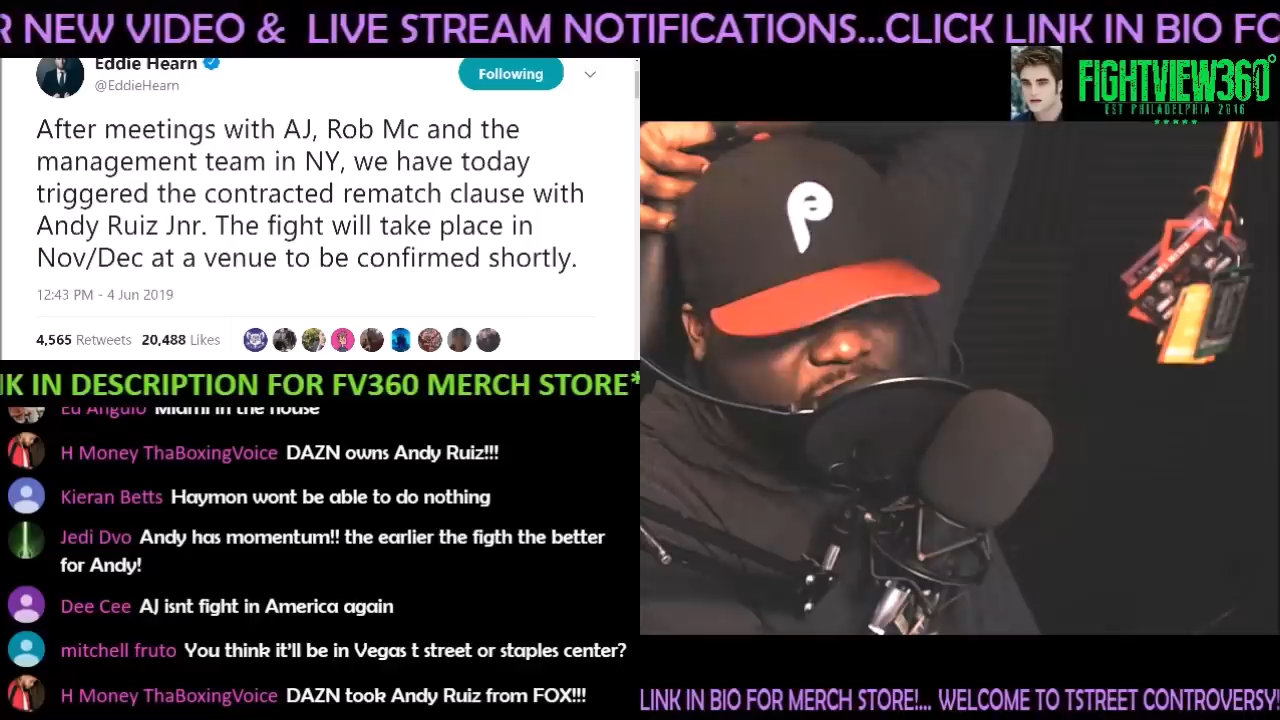 R NEW VIDEO & LIVE STREAM NOTIFICATIONS...CLICK LINK IN BIO FO
Eddie Hearn
@EddieHearn
Following
After meetings with AJ, Rob Mc and the
management team in NY, we have today
triggered the contracted rematch clause with
Andy Ruiz Jnr. The fight will take place in
Nov/Dec at a venue to be confirmed shortly.
12:43 PM - 4 Jun 2019
4,565 Retweets 20,488 Likes
FIGHTVIEW360°
EST PHILADELPHIA 2016
P
NK IN DESCRIPTION FOR FV360 MERCH STORE*
Ed Angulo Miami in the house
H Money ThaBoxingVoice DAZN owns Andy Ruiz!!!
Kieran Betts Haymon wont be able to do nothing
Jedi Dvo Andy has momentum!! the earlier the figth the better
for Andy!
Dee Cee AJ isnt fight in America again
mitchell fruto You think it'll be in Vegas t street or staples center?
H Money ThaBoxingVoice DAZN took Andy Ruiz from FOX!!!
LINK IN BIO FOR MERCH STORE!... WELCOME TO TSTREET CONTROVERSY!